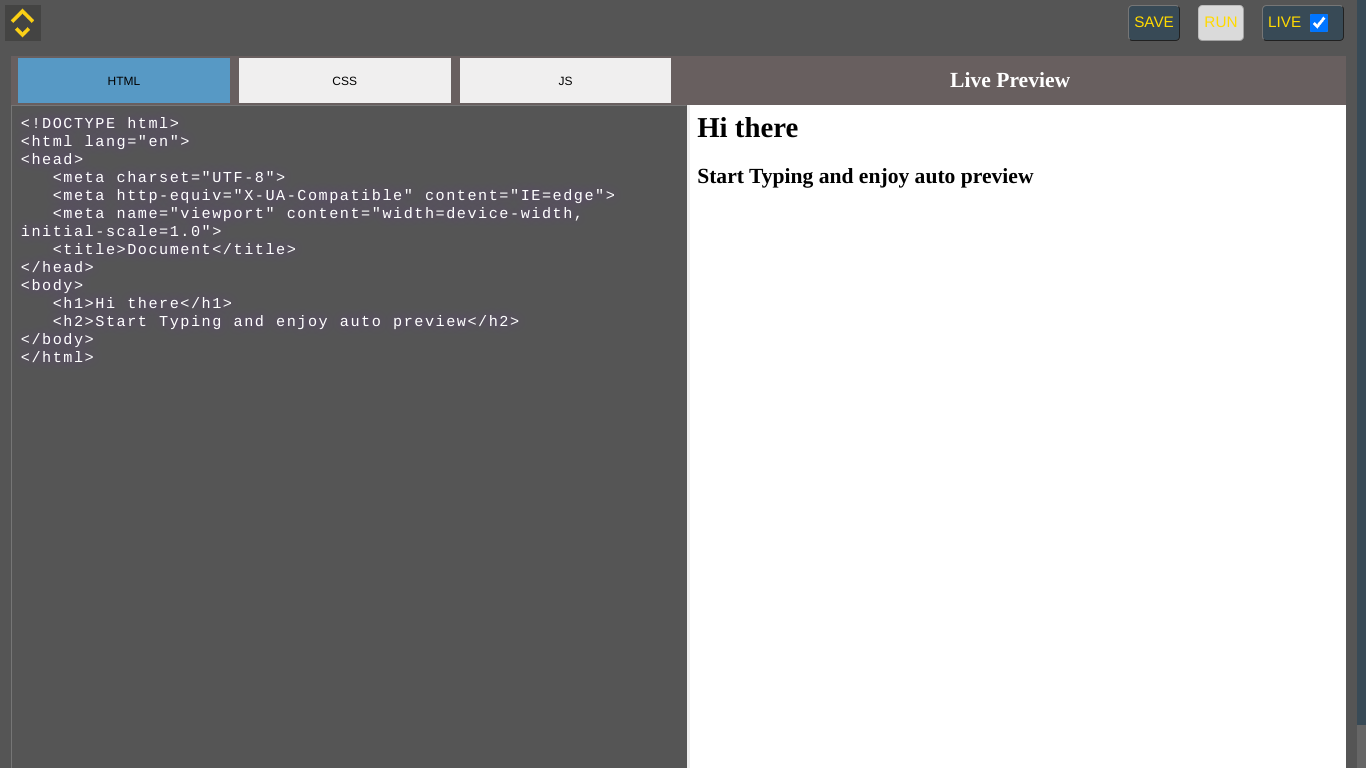 SAVE RUN LIVE
HTML CSS JS Live Preview
<!DOCTYPE html>
<html lang="en">
<head>
   <meta charset="UTF-8">
   <meta http-equiv="X-UA-Compatible" content="IE=edge">
   <meta name="viewport" content="width=device-width,
initial-scale=1.0">
   <title>Document</title>
</head>
<body>
   <h1>Hi there</h1>
   <h2>Start Typing and enjoy auto preview</h2>
</body>
</html>
Hi there
Start Typing and enjoy auto preview